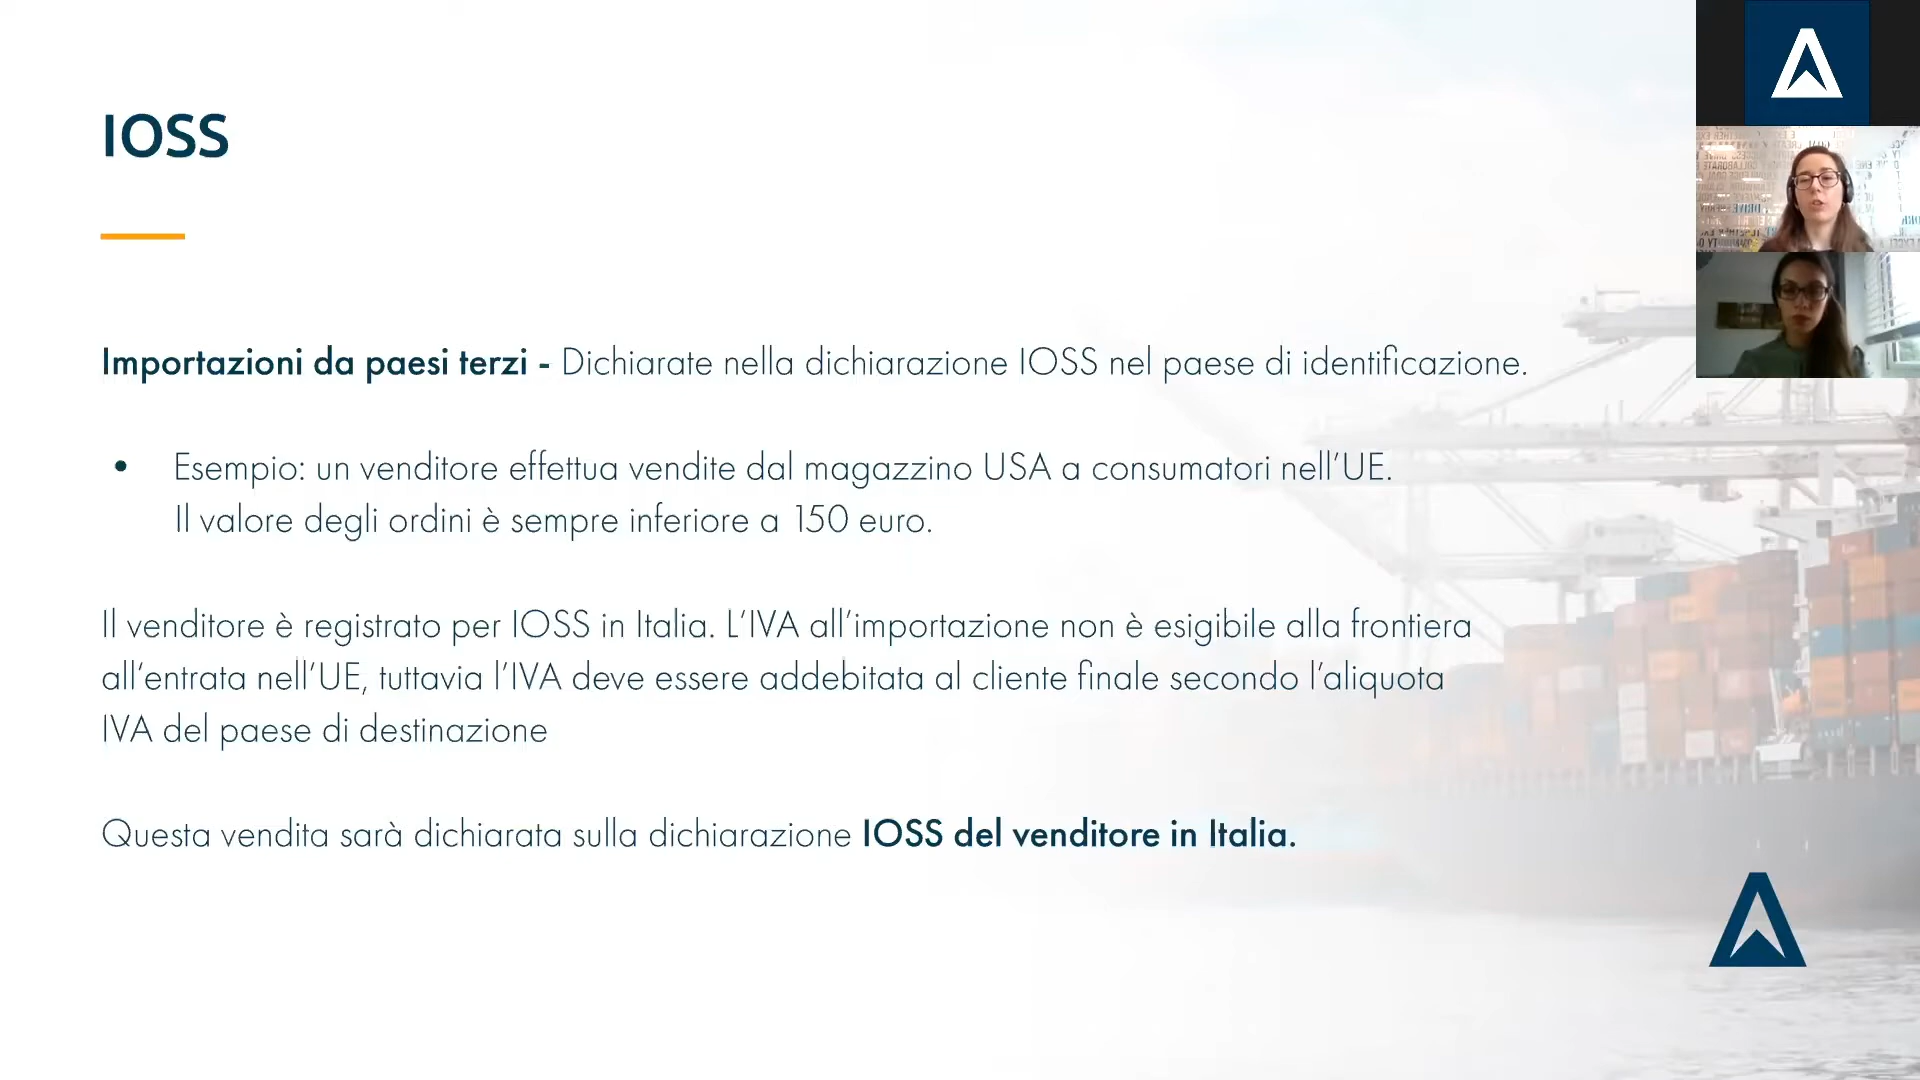 IOSS
Importazioni da paesi terzi - Dichiarate nella dichiarazione IOSS nel paese di identificazione.
• Esempio: un venditore effettua vendite dal magazzino USA a consumatori nell’UE.
Il valore degli ordini è sempre inferiore a 150 euro.
Il venditore è registrato per IOSS in Italia. L’IVA all’importazione non è esigibile alla frontiera
all’entrata nell’UE, tuttavia l’IVA deve essere addebitata al cliente finale secondo l’aliquota
IVA del paese di destinazione
Questa vendita sarà dichiarata sulla dichiarazione IOSS del venditore in Italia.